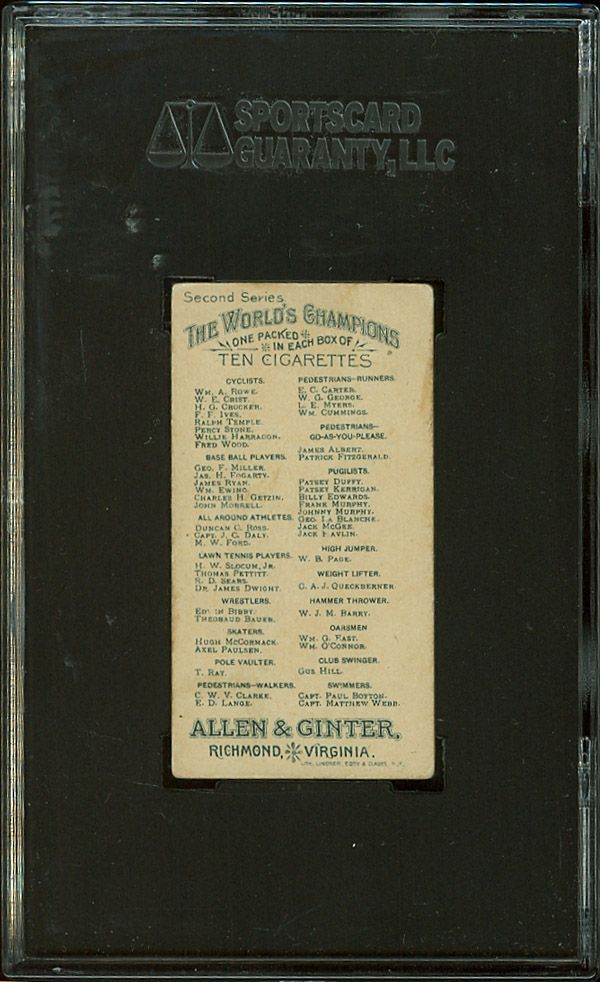 SPORTSCARD
GUARANTY, LLC
Second Series
THE WORLD'S CHAMPIONS
ONE PACKED
IN EACH BOX OF
TEN CIGARETTES
CYCLISTS.
WM. A. ROWE.
W. E. CRIST.
H. G. CROCKER.
F. F. IVES.
RALPH TEMPLE.
PERCY STONE.
WILLIE HARRADON.
FRED WOOD.
BASE BALL PLAYERS.
GEO. F. MILLER.
JAS. H. FOGARTY.
JAMES RYAN.
WM. EWING.
CHARLES H. GETZIN.
JOHN MORRELL.
ALL AROUND ATHLETES.
DUNCAN C. ROSS.
CAPT. J. C. DALY.
M. W. FORD.
LAWN TENNIS PLAYERS.
H. W. SLOCUM, JR.
THOMAS PETTITT.
R. D. SEARS.
DR. JAMES DWIGHT.
WRESTLERS.
EDWIN BIBBY.
THEOBAUD BAUER.
SKATERS.
HUGH MCCORMACK.
AXEL PAULSEN.
POLE VAULTER.
T. RAY.
PEDESTRIANS-WALKERS.
C. W. V. CLARKE.
E. D. LANGE.
PEDESTRIANS-RUNNERS.
E. C. CARTER.
W. G. GEORGE.
L. E. MYERS.
WM. CUMMINGS.
PEDESTRIANS-
GO-AS-YOU-PLEASE.
JAMES ALBERT.
PATRICK FITZGERALD.
PUGILISTS.
PATSEY DUFFY.
PATSEY KERRIGAN.
BILLY EDWARDS.
FRANK MURPHY.
JOHNNY MURPHY.
GEO. LA BLANCHE.
JACK MCGEE.
JACK HAVLIN.
HIGH JUMPER.
W. B. PAGE.
WEIGHT LIFTER.
C. A. J. QUECKBERNER.
HAMMER THROWER.
W. J. M. BARRY.
OARSMEN
WM. G. EAST.
WM. O'CONNOR.
CLUB SWINGER.
GUS HILL.
SWIMMERS.
CAPT. PAUL BOYTON.
CAPT. MATTHEW WEBB.
ALLEN & GINTER,
RICHMOND, VIRGINIA.
LITH. LINDNER, EDDY & CLAUSS, N.Y.